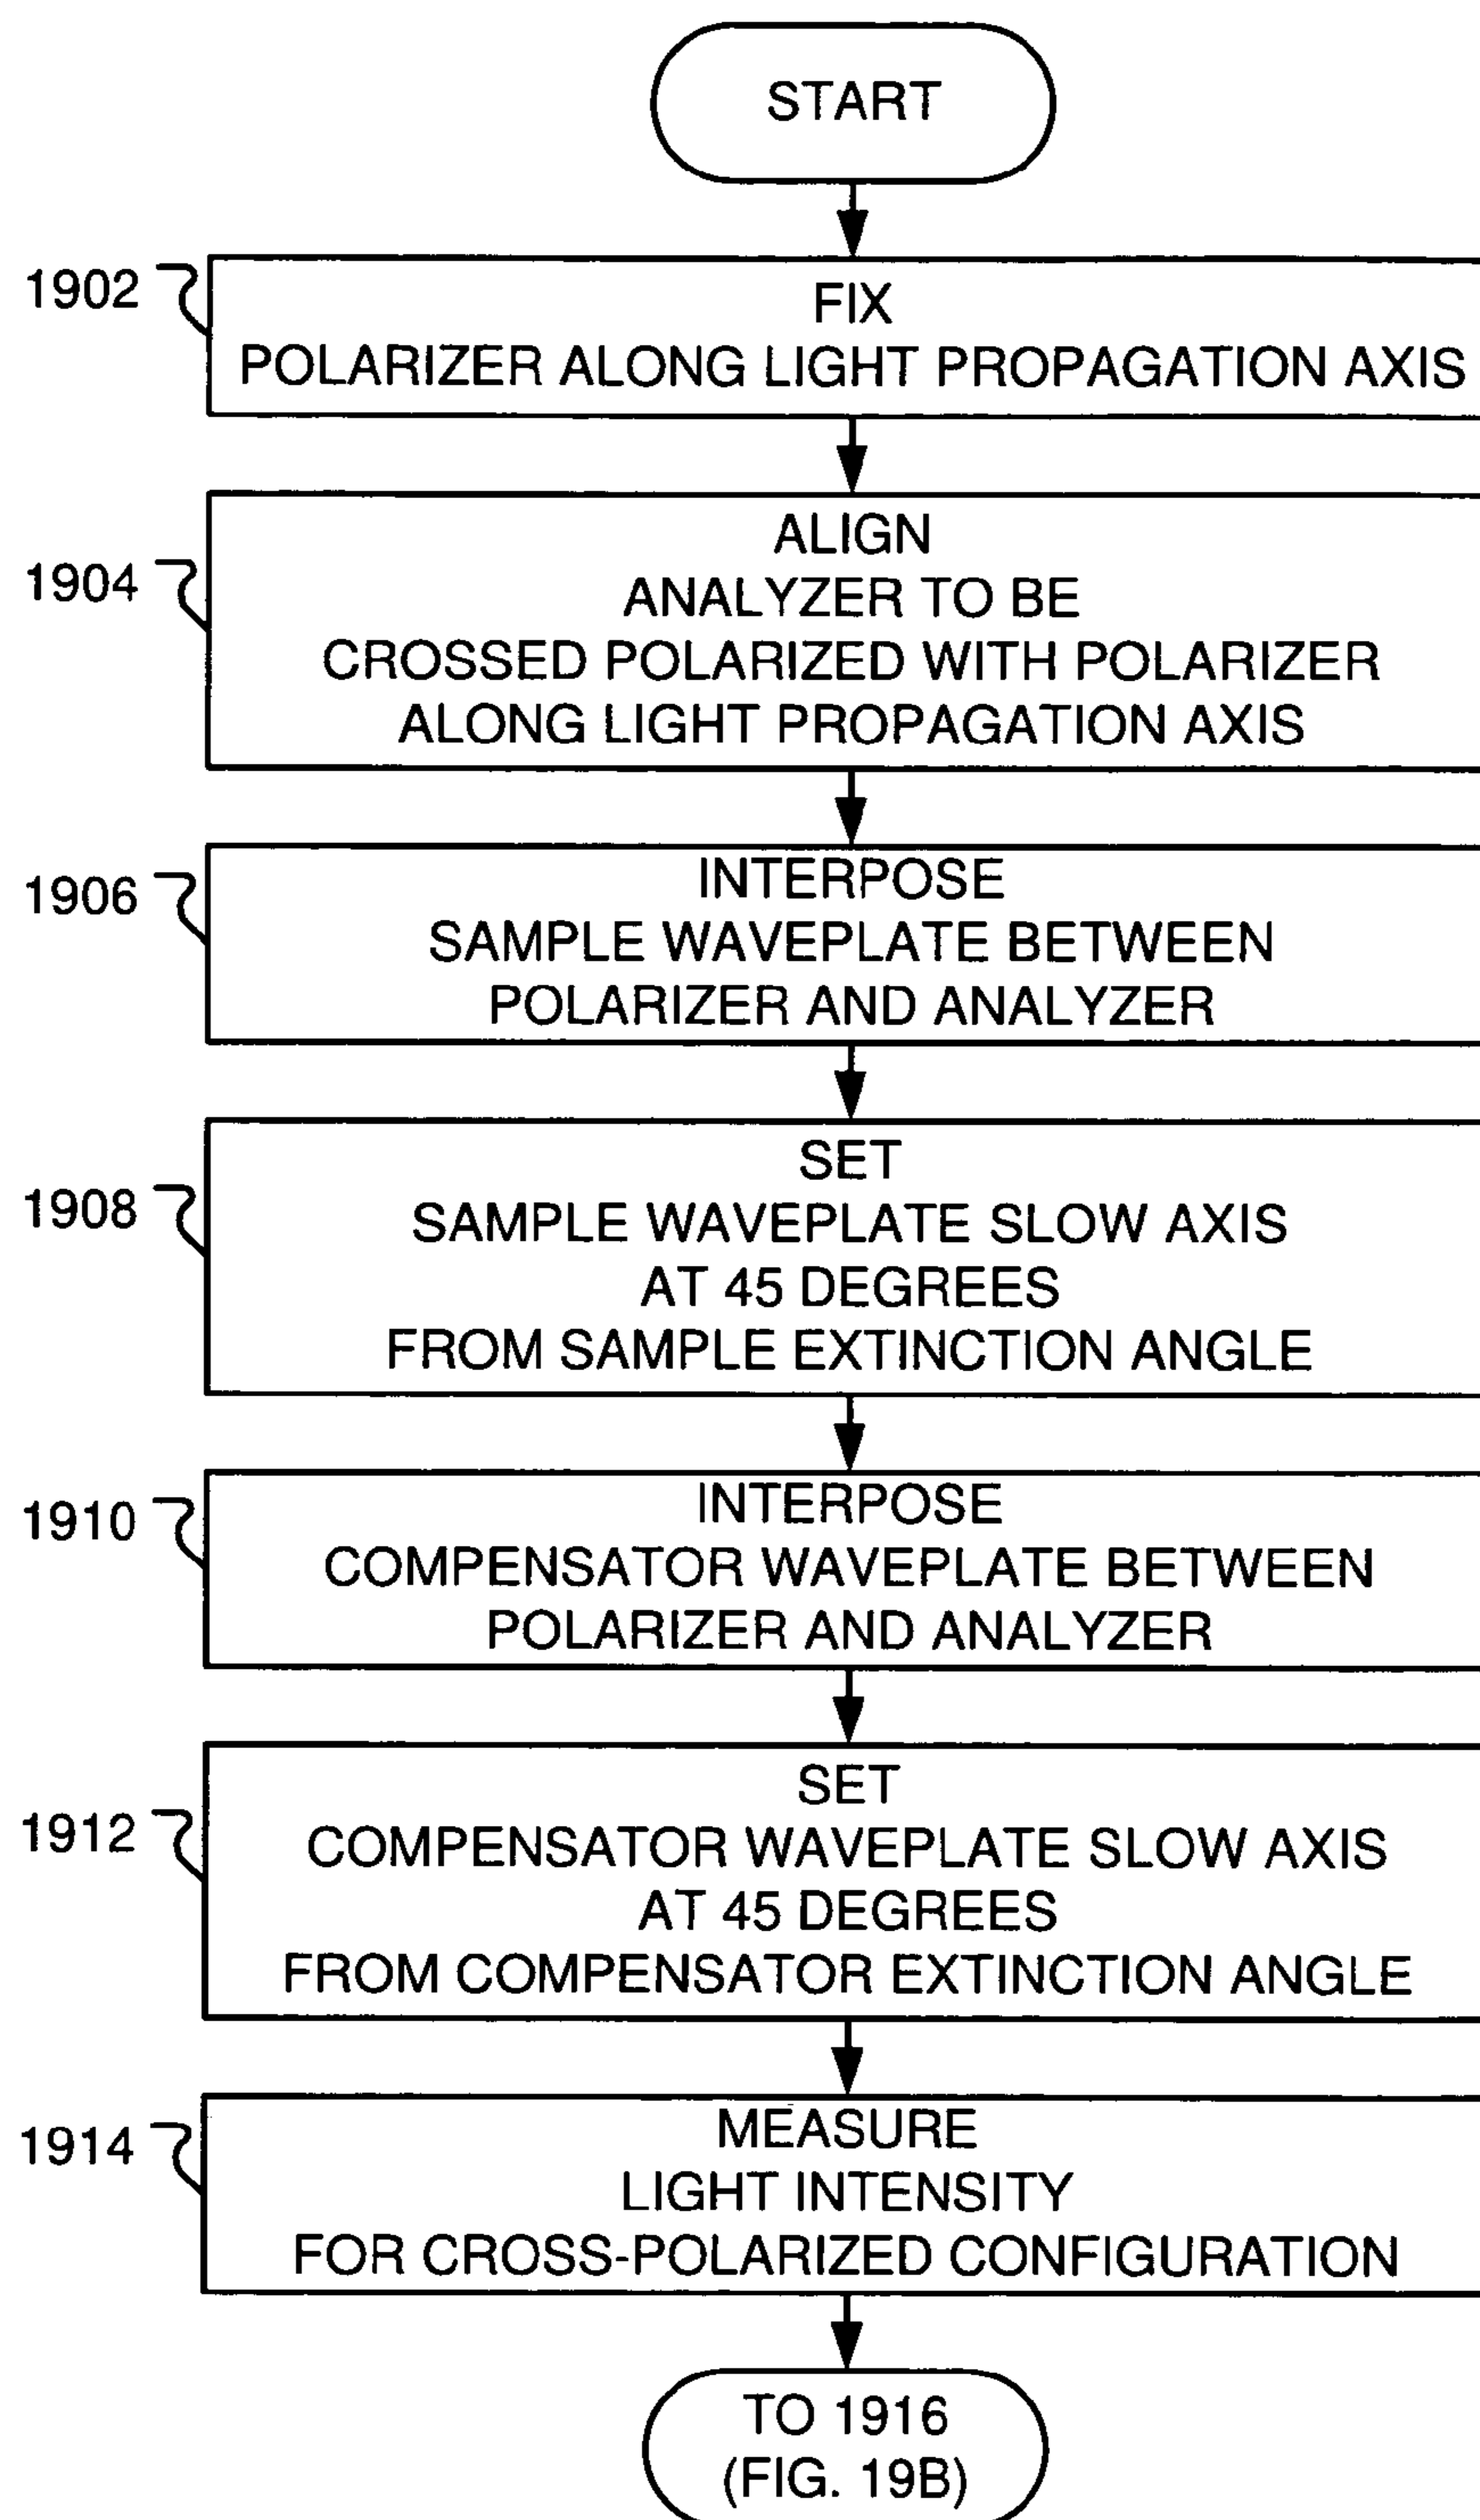 START
1902
FIX
POLARIZER ALONG LIGHT PROPAGATION AXIS
1904
ALIGN
ANALYZER TO BE
CROSSED POLARIZED WITH POLARIZER
ALONG LIGHT PROPAGATION AXIS
1906
INTERPOSE
SAMPLE WAVEPLATE BETWEEN
POLARIZER AND ANALYZER
1908
SET
SAMPLE WAVEPLATE SLOW AXIS
AT 45 DEGREES
FROM SAMPLE EXTINCTION ANGLE
1910
INTERPOSE
COMPENSATOR WAVEPLATE BETWEEN
POLARIZER AND ANALYZER
1912
SET
COMPENSATOR WAVEPLATE SLOW AXIS
AT 45 DEGREES
FROM COMPENSATOR EXTINCTION ANGLE
1914
MEASURE
LIGHT INTENSITY
FOR CROSS-POLARIZED CONFIGURATION
TO 1916
(FIG. 19B)